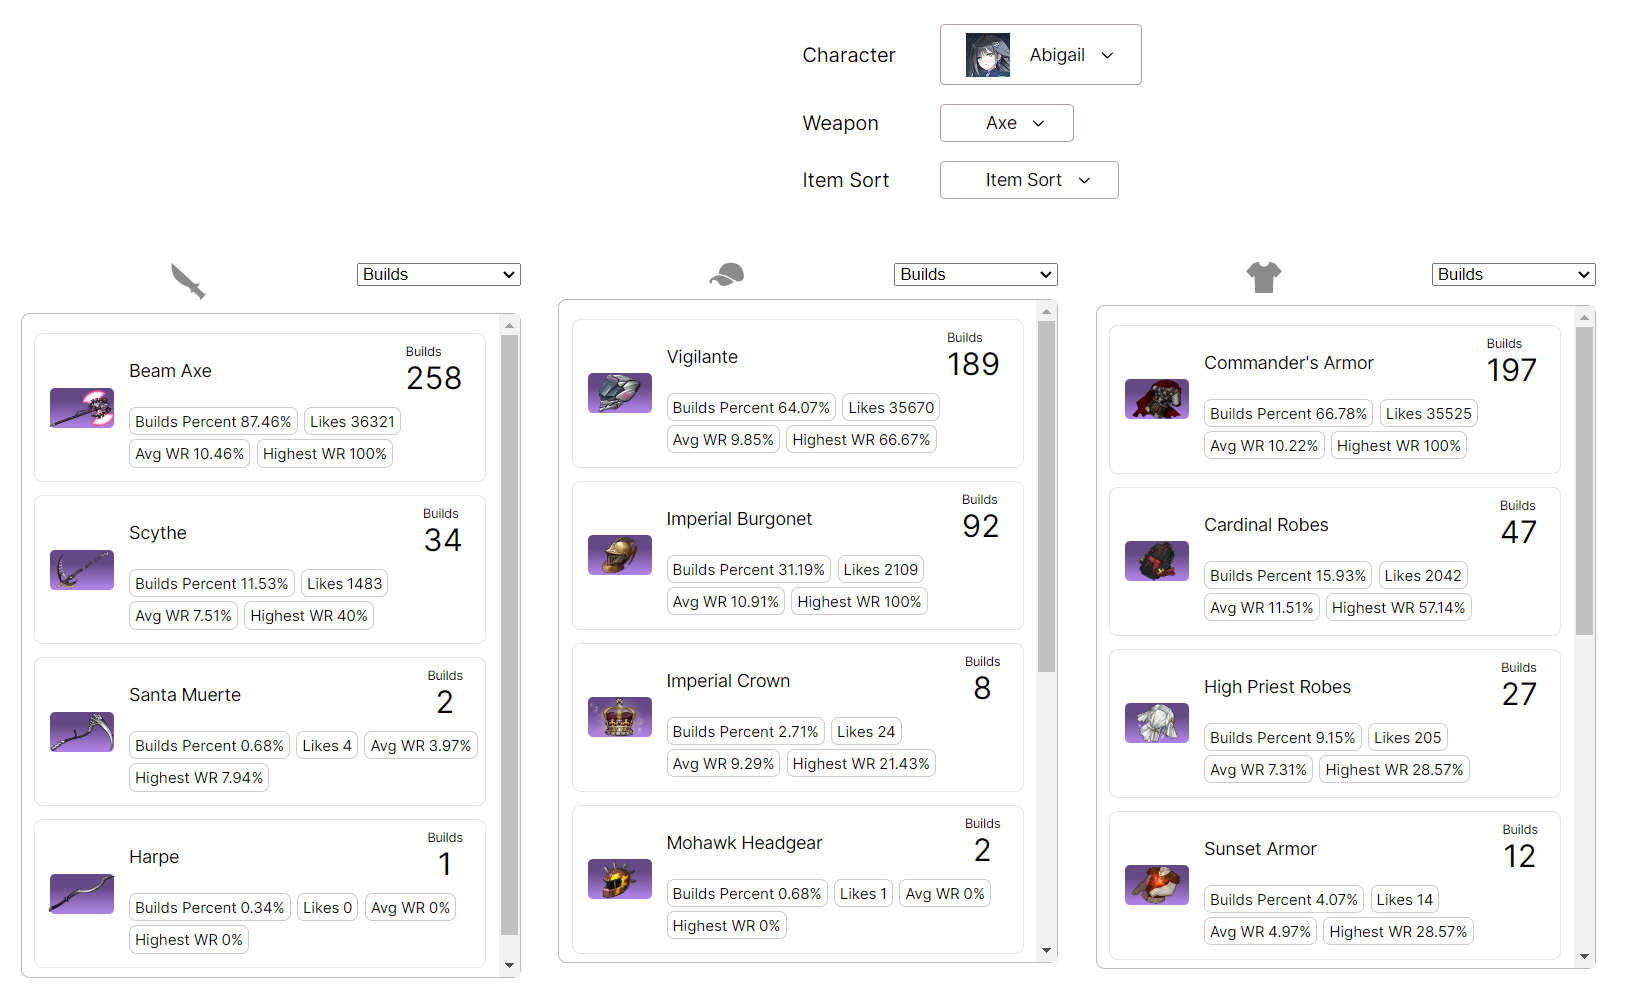 Character
Abigail
Weapon
Axe
Item Sort
Item Sort
Builds
Beam Axe
Builds
258
Builds Percent 87.46%
Likes 36321
Avg WR 10.46%
Highest WR 100%
Scythe
Builds
34
Builds Percent 11.53%
Likes 1483
Avg WR 7.51%
Highest WR 40%
Santa Muerte
Builds
2
Builds Percent 0.68%
Likes 4
Avg WR 3.97%
Highest WR 7.94%
Harpe
Builds
1
Builds Percent 0.34%
Likes 0
Avg WR 0%
Highest WR 0%
Builds
Vigilante
Builds
189
Builds Percent 64.07%
Likes 35670
Avg WR 9.85%
Highest WR 66.67%
Imperial Burgonet
Builds
92
Builds Percent 31.19%
Likes 2109
Avg WR 10.91%
Highest WR 100%
Imperial Crown
Builds
8
Builds Percent 2.71%
Likes 24
Avg WR 9.29%
Highest WR 21.43%
Mohawk Headgear
Builds
2
Builds Percent 0.68%
Likes 1
Avg WR 0%
Highest WR 0%
Builds
Commander's Armor
Builds
197
Builds Percent 66.78%
Likes 35525
Avg WR 10.22%
Highest WR 100%
Cardinal Robes
Builds
47
Builds Percent 15.93%
Likes 2042
Avg WR 11.51%
Highest WR 57.14%
High Priest Robes
Builds
27
Builds Percent 9.15%
Likes 205
Avg WR 7.31%
Highest WR 28.57%
Sunset Armor
Builds
12
Builds Percent 4.07%
Likes 14
Avg WR 4.97%
Highest WR 28.57%